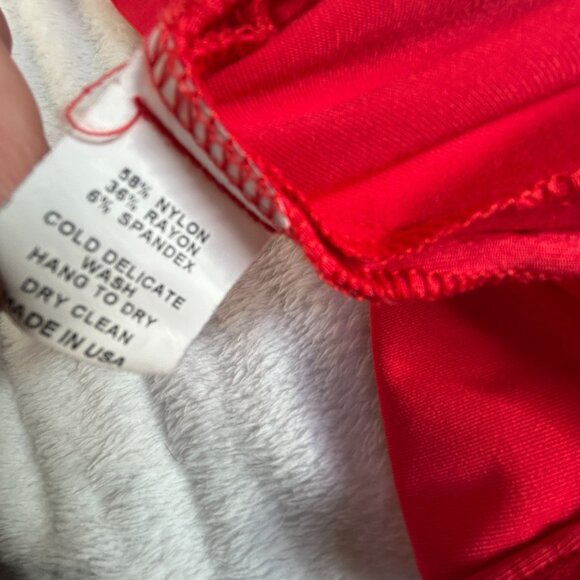 58% NYLON
36% RAYON
6% SPANDEX
COLD DELICATE
WASH
HANG TO DRY
DRY CLEAN
MADE IN USA